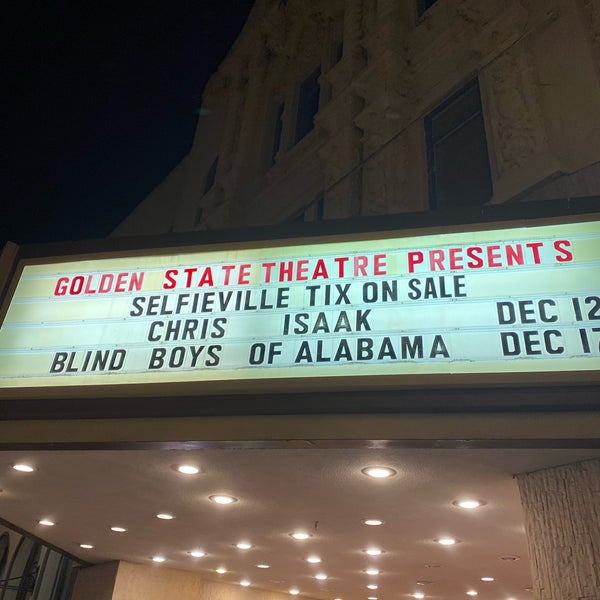 GOLDEN STATE THEATRE PRESENTS
SELFIEVILLE TIX ON SALE
CHRIS ISAAK DEC 12
BLIND BOYS OF ALABAMA DEC 17